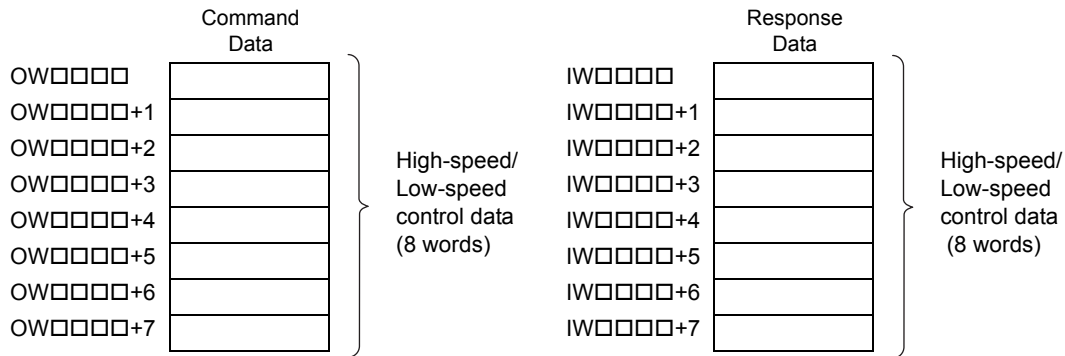 Command
Data
OW□□□□
OW□□□□+1
OW□□□□+2
OW□□□□+3
OW□□□□+4
OW□□□□+5
OW□□□□+6
OW□□□□+7
High-speed/
Low-speed
control data
(8 words)
Response
Data
IW□□□□
IW□□□□+1
IW□□□□+2
IW□□□□+3
IW□□□□+4
IW□□□□+5
IW□□□□+6
IW□□□□+7
High-speed/
Low-speed
control data
(8 words)